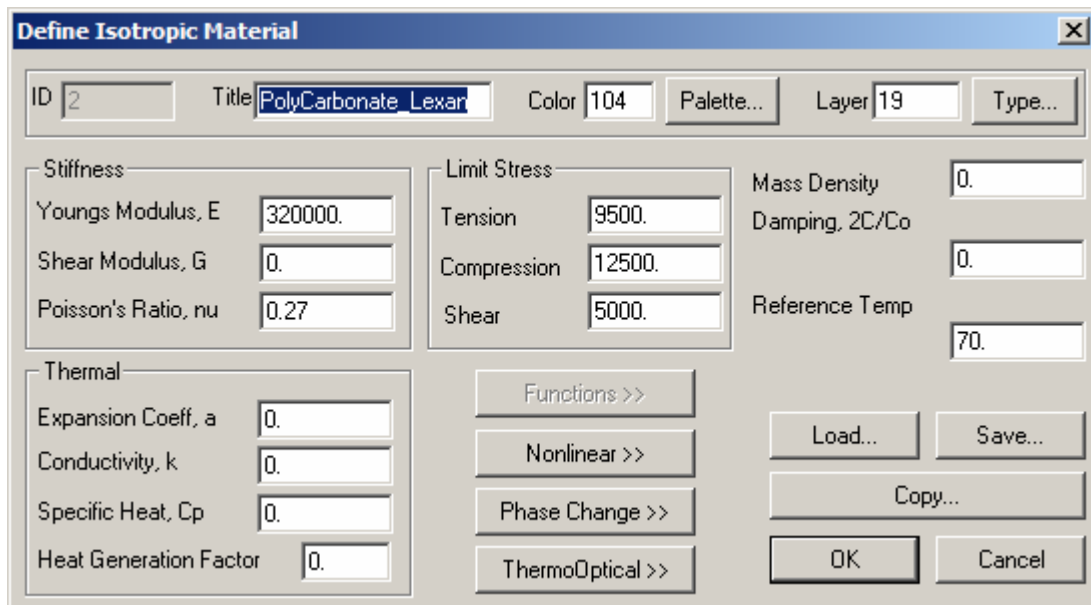 Define Isotropic Material
ID 2 Title PolyCarbonate_Lexan Color 104 Palette... Layer 19 Type...
Stiffness
Youngs Modulus, E 320000.
Shear Modulus, G 0.
Poisson's Ratio, nu 0.27
Limit Stress
Tension 9500.
Compression 12500.
Shear 5000.
Mass Density 0.
Damping, 2C/Co
0.
Reference Temp
70.
Thermal
Expansion Coeff, a 0.
Conductivity, k 0.
Specific Heat, Cp 0.
Heat Generation Factor 0.
Functions >>
Nonlinear >>
Phase Change >>
ThermoOptical >>
Load... Save...
Copy...
OK Cancel